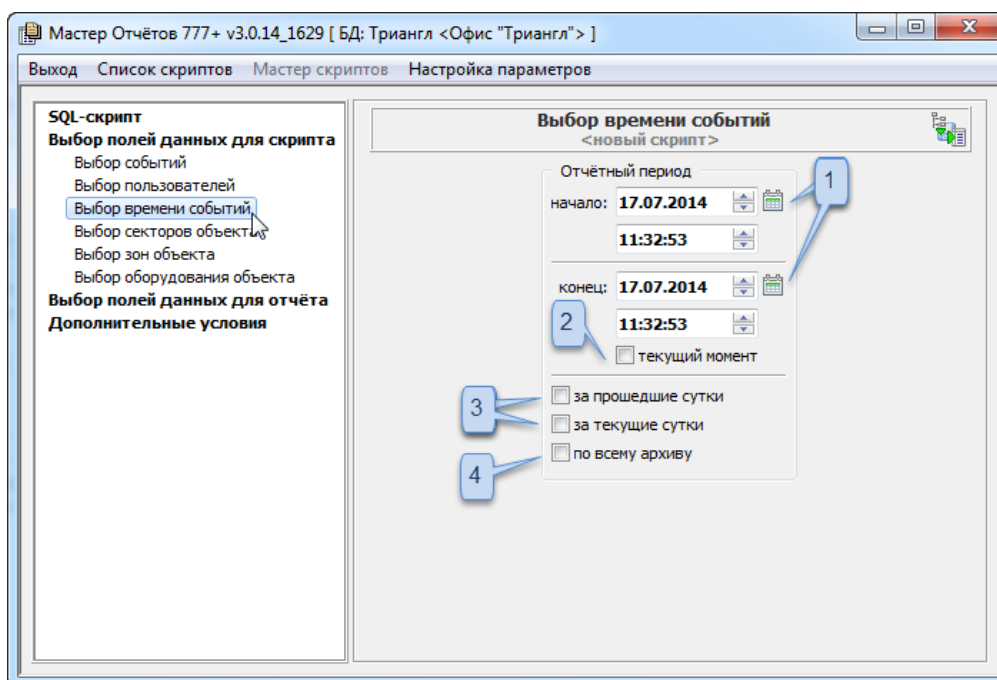 Мастер Отчётов 777+ v3.0.14_1629 [ БД: Триангл <Офис "Триангл"> ]
Выход Список скриптов Мастер скриптов Настройка параметров
SQL-скрипт
Выбор полей данных для скрипта
Выбор событий
Выбор пользователей
Выбор времени событий
Выбор секторов объекта
Выбор зон объекта
Выбор оборудования объекта
Выбор полей данных для отчёта
Дополнительные условия
Выбор времени событий
<новый скрипт>
Отчётный период
1
начало: 17.07.2014
11:32:53
конец: 17.07.2014
2
11:32:53
текущий момент
3
за прошедшие сутки
за текущие сутки
4
по всему архиву